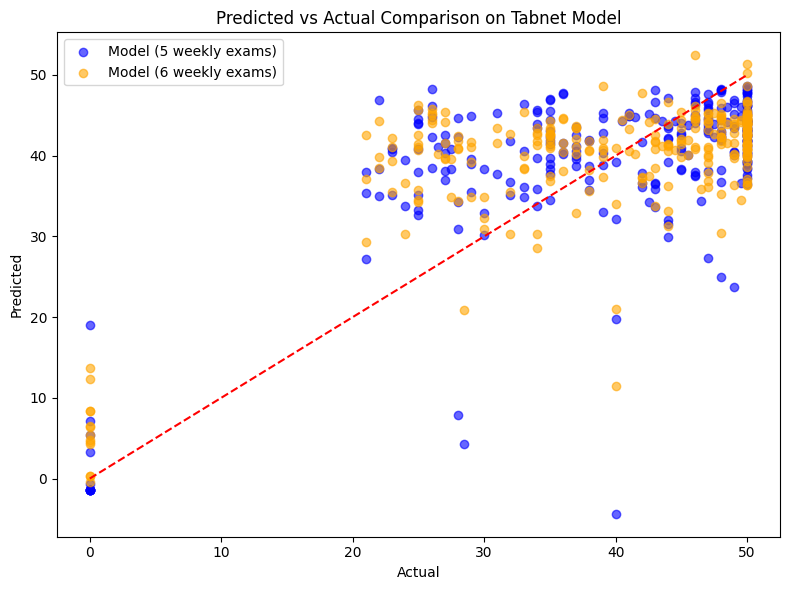 Predicted vs Actual Comparison on Tabnet Model
Model (5 weekly exams)
Model (6 weekly exams)
50
40
30
20
10
0
Predicted
0 10 20 30 40 50
Actual